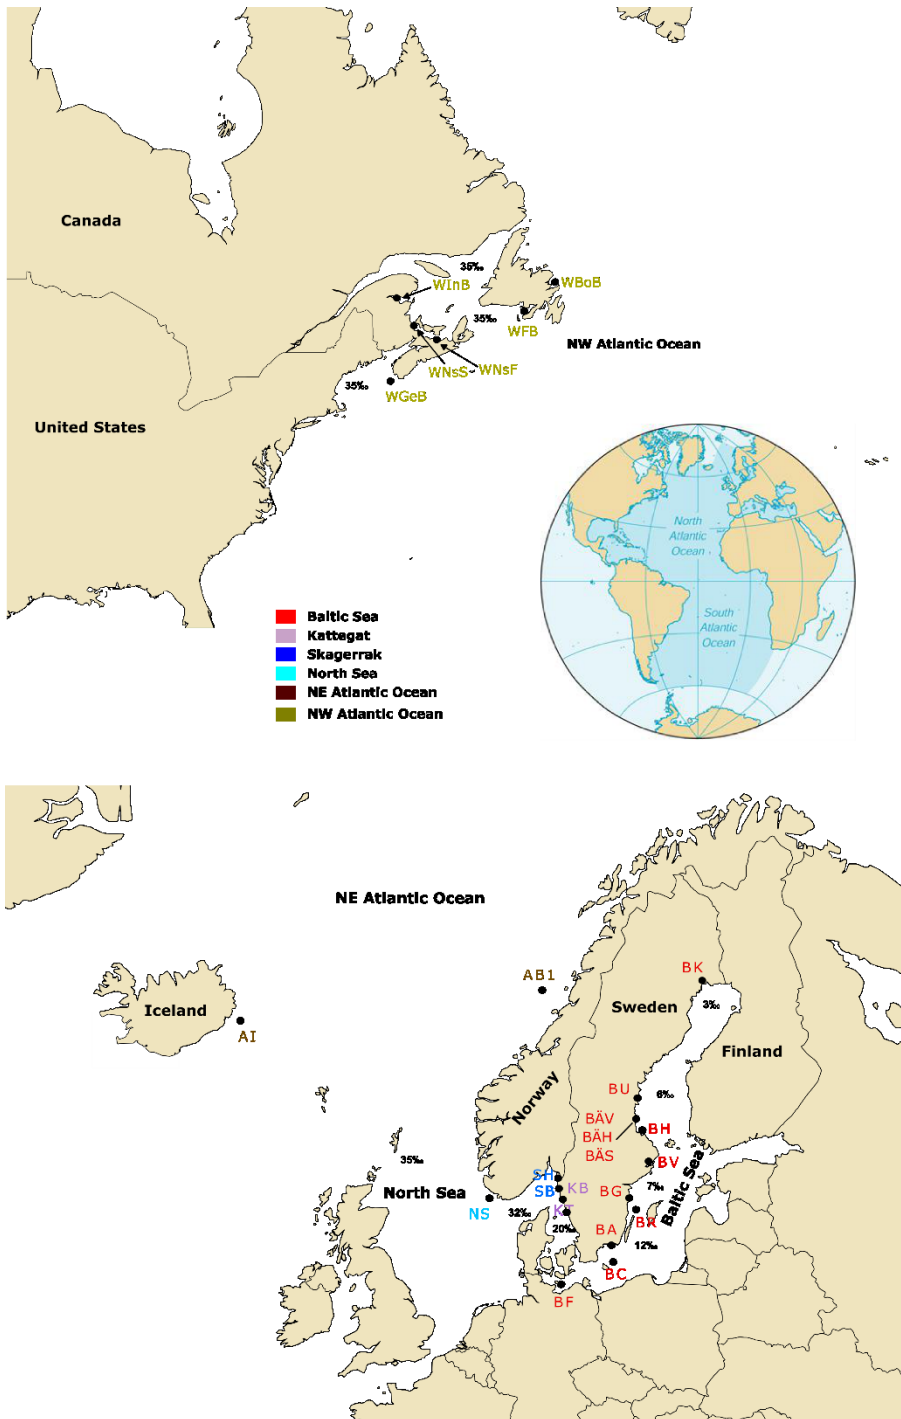 Canada
35‰
WInB
WBoB
35‰
WFB
NW Atlantic Ocean
WNsS
WNsF
35‰
WGeB
United States
North
Atlantic
Ocean
South
Atlantic
Ocean
Baltic Sea
Kattegat
Skagerrak
North Sea
NE Atlantic Ocean
NW Atlantic Ocean
NE Atlantic Ocean
AB1
BK
Iceland
Sweden
3‰
AI
Finland
Norway
BU
6‰
BÄV
BH
BÄH
BÄS
35‰
BV
Baltic Sea
SH
7‰
North Sea
SB
KB
BG
NS
32‰
KT
BR
20‰
BA
12‰
BC
BF